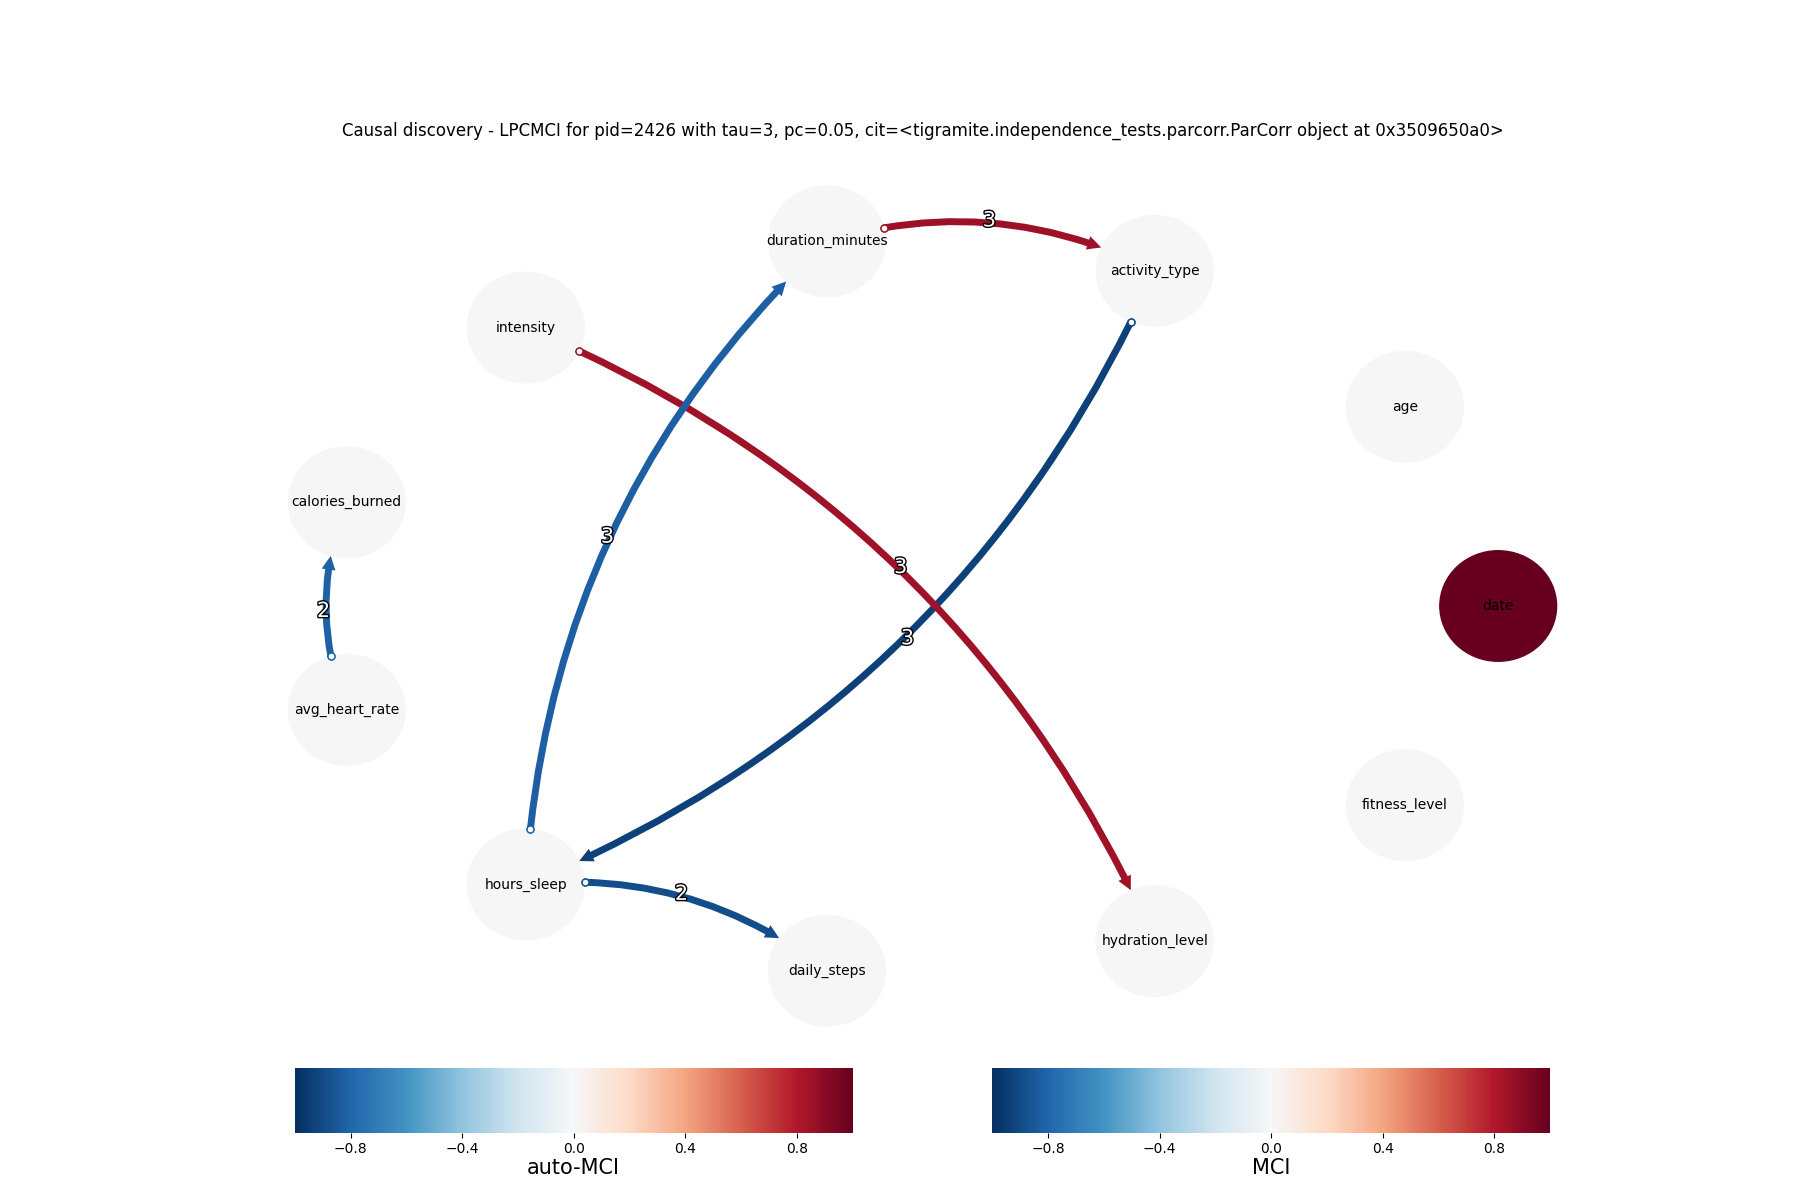 Causal discovery - LPCMCI for pid=2426 with tau=3, pc=0.05, cit=<tigramite.independence_tests.parcorr.ParCorr object at 0x3509650a0>
3
duration_minutes
activity_type
intensity
age
calories_burned
3
3
date
2
3
avg_heart_rate
fitness_level
hours_sleep
2
hydration_level
daily_steps
−0.8 −0.4 0.0 0.4 0.8
auto-MCI
−0.8 −0.4 0.0 0.4 0.8
MCI